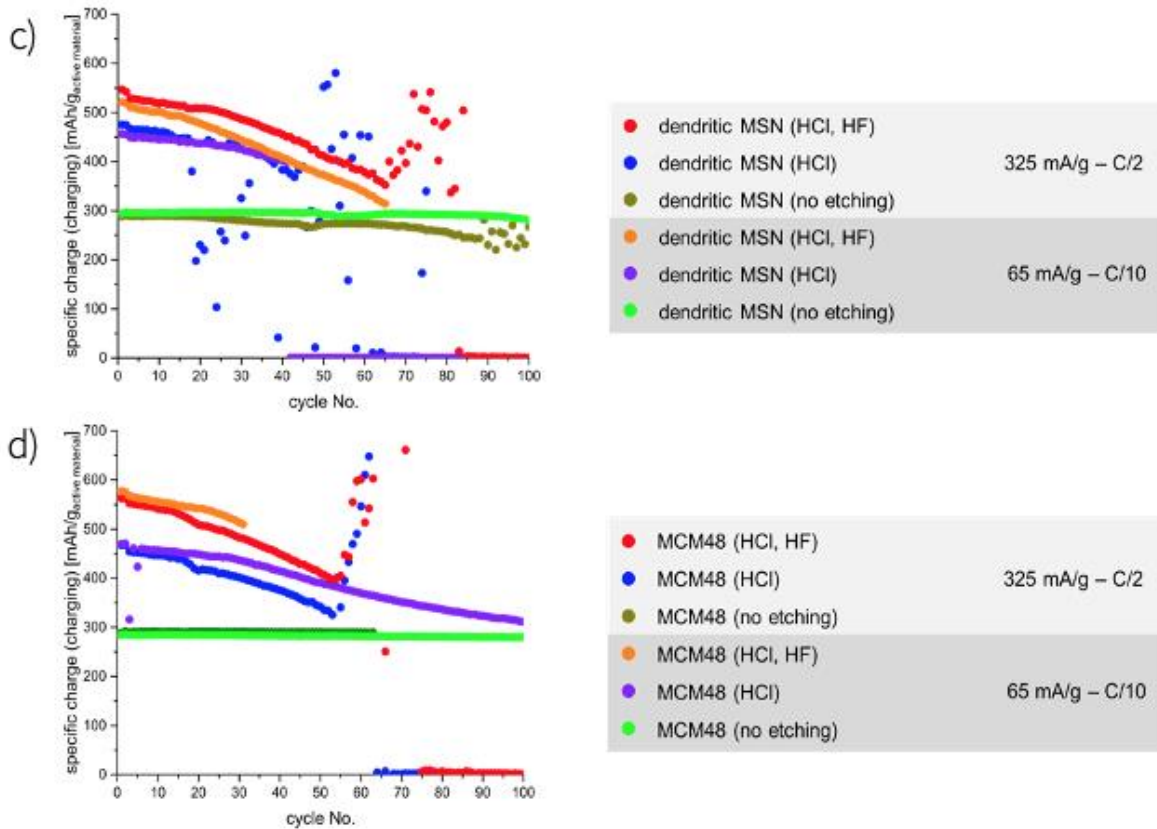 c)
700
600
500
400
300
200
100
0
specific charge (charging) [mAh/gactive material]
0 10 20 30 40 50 60 70 80 90 100
cycle No.
dendritic MSN (HCl, HF)
dendritic MSN (HCl) 325 mA/g – C/2
dendritic MSN (no etching)
dendritic MSN (HCl, HF)
dendritic MSN (HCl) 65 mA/g – C/10
dendritic MSN (no etching)
d)
700
600
500
400
300
200
100
0
specific charge (charging) [mAh/gactive material]
0 10 20 30 40 50 60 70 80 90 100
cycle No.
MCM48 (HCl, HF)
MCM48 (HCl) 325 mA/g – C/2
MCM48 (no etching)
MCM48 (HCl, HF)
MCM48 (HCl) 65 mA/g – C/10
MCM48 (no etching)